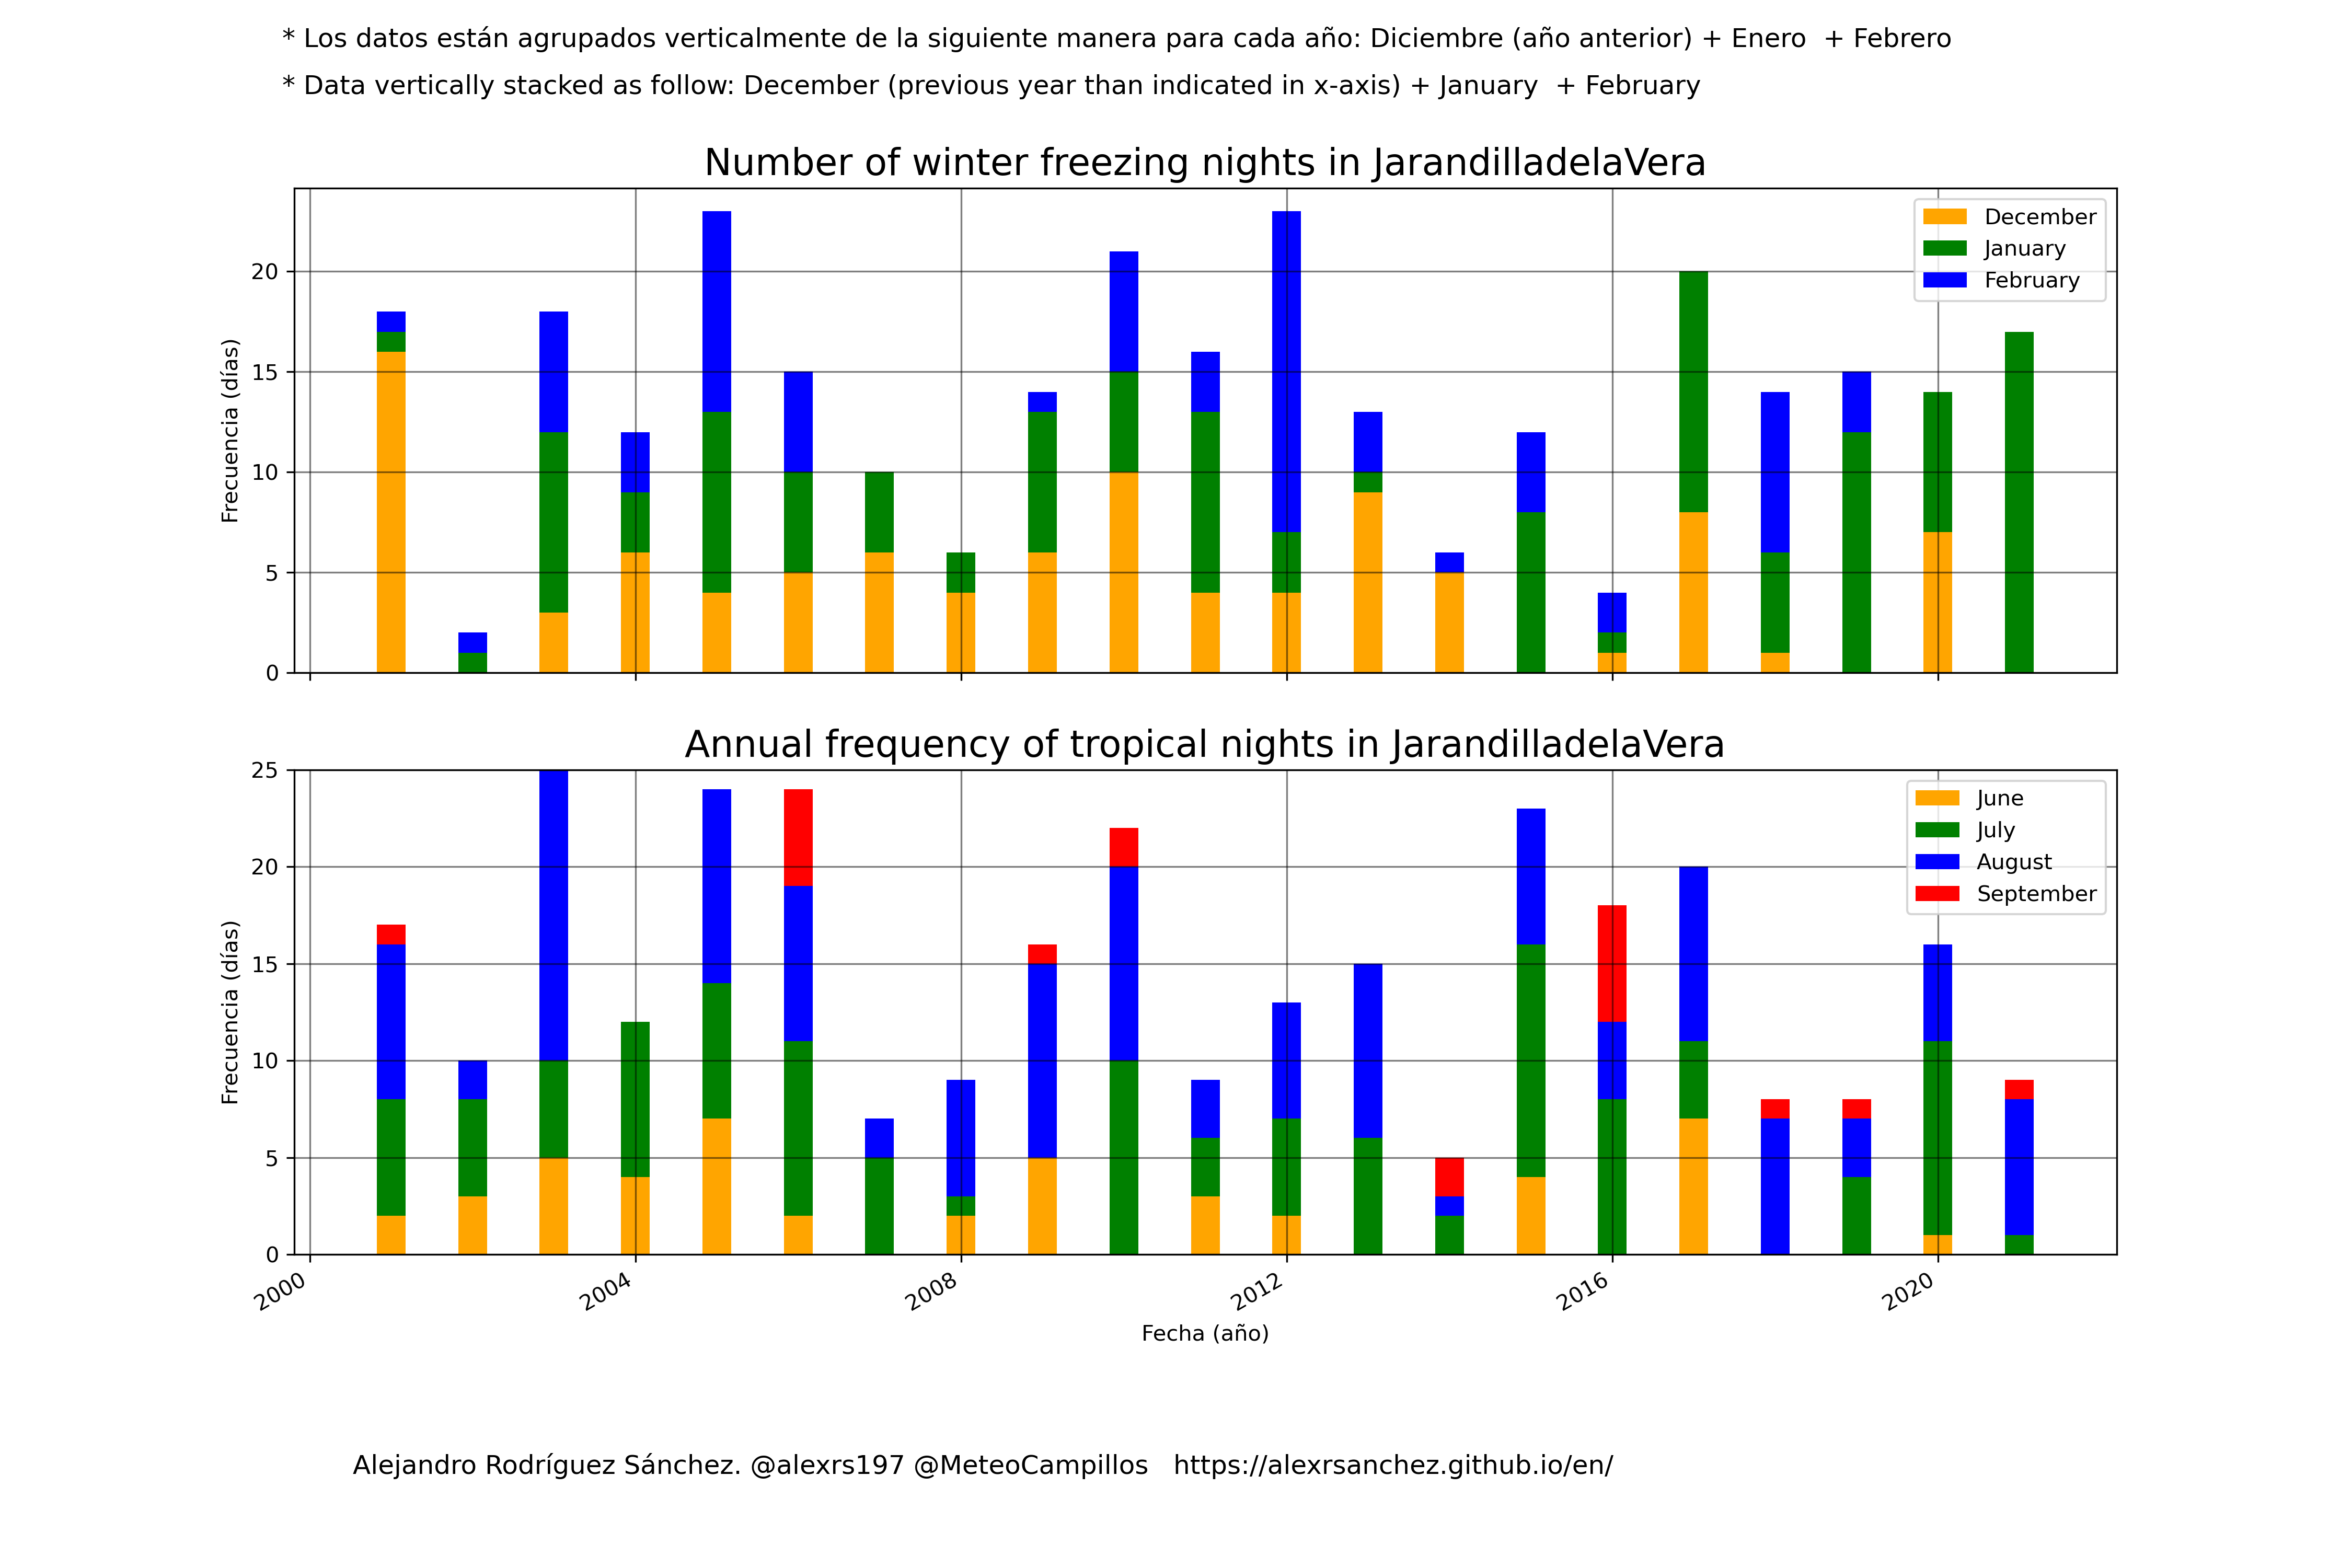 * Los datos están agrupados verticalmente de la siguiente manera para cada año: Diciembre (año anterior) + Enero  + Febrero
* Data vertically stacked as follow: December (previous year than indicated in x-axis) + January  + February
Number of winter freezing nights in JarandilladelaVera
Frecuencia (días)
20
15
10
5
0
December
January
February
Annual frequency of tropical nights in JarandilladelaVera
Frecuencia (días)
25
20
15
10
5
0
June
July
August
September
2000 2004 2008 2012 2016 2020
Fecha (año)
Alejandro Rodríguez Sánchez. @alexrs197 @MeteoCampillos   https://alexrsanchez.github.io/en/